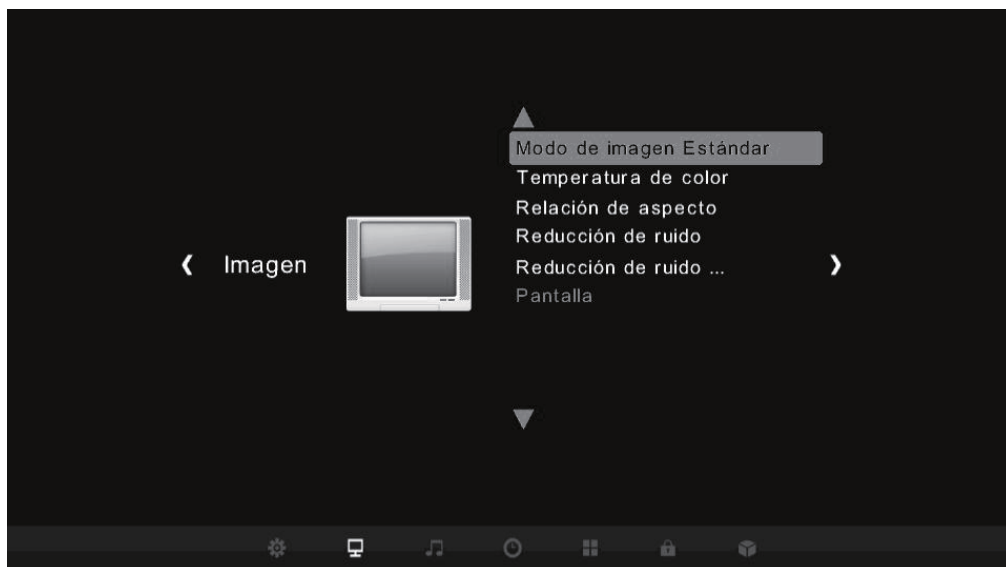 Imagen
Modo de imagen Estándar
Temperatura de color
Relación de aspecto
Reducción de ruido
Reducción de ruido ...
Pantalla